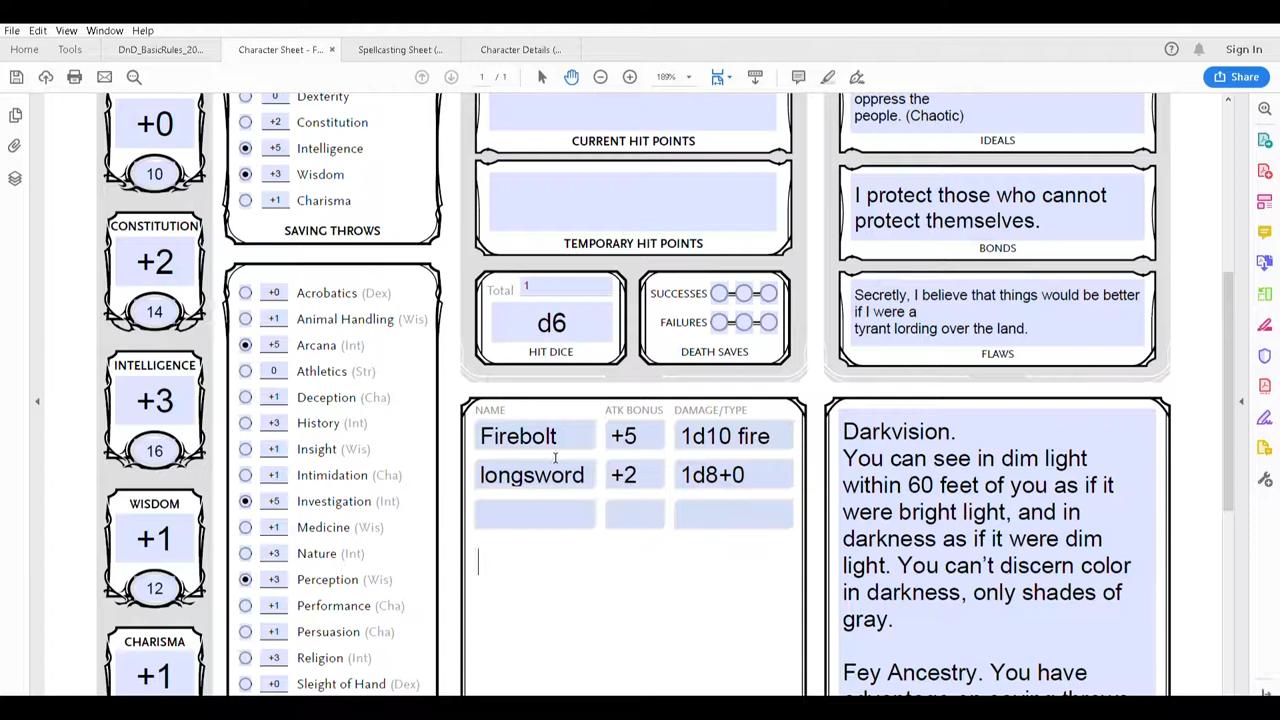 File Edit View Window Help
Home Tools DnD_BasicRules_20... Character Sheet - F... × Spellcasting Sheet (... Character Details (... Sign In
1 / 1 189% Share
+0
10
CONSTITUTION
+2
14
INTELLIGENCE
+3
16
WISDOM
+1
12
CHARISMA
+1
0 Dexterity
+2 Constitution
+5 Intelligence
+3 Wisdom
+1 Charisma
SAVING THROWS
+0 Acrobatics (Dex)
+1 Animal Handling (Wis)
+5 Arcana (Int)
0 Athletics (Str)
+1 Deception (Cha)
+3 History (Int)
+1 Insight (Wis)
+1 Intimidation (Cha)
+5 Investigation (Int)
+1 Medicine (Wis)
+3 Nature (Int)
+3 Perception (Wis)
+1 Performance (Cha)
+1 Persuasion (Cha)
+3 Religion (Int)
+0 Sleight of Hand (Dex)
CURRENT HIT POINTS
TEMPORARY HIT POINTS
Total 1
d6
HIT DICE
SUCCESSES
FAILURES
DEATH SAVES
NAME ATK BONUS DAMAGE/TYPE
Firebolt +5 1d10 fire
longsword +2 1d8+0
oppress the
people. (Chaotic)
IDEALS
I protect those who cannot
protect themselves.
BONDS
Secretly, I believe that things would be better
if I were a
tyrant lording over the land.
FLAWS
Darkvision.
You can see in dim light
within 60 feet of you as if it
were bright light, and in
darkness as if it were dim
light. You can’t discern color
in darkness, only shades of
gray.
Fey Ancestry. You have
advantage on saving throws